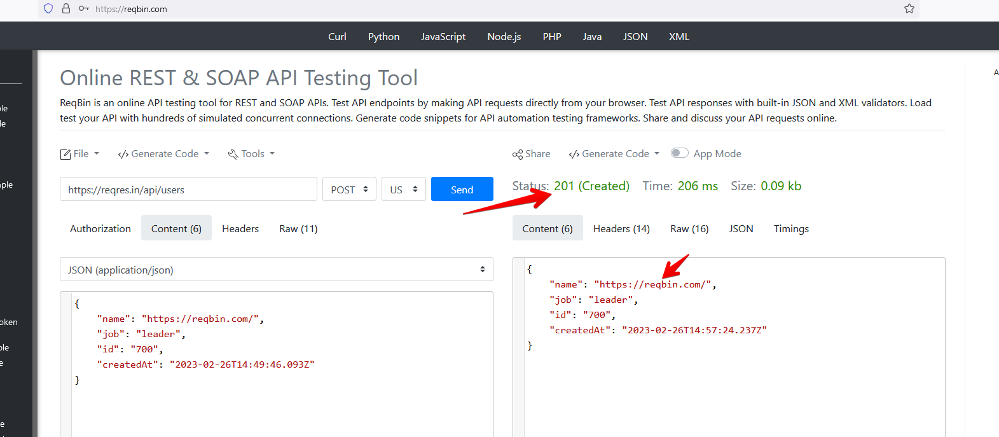 https://reqbin.com
Curl Python JavaScript Node.js PHP Java JSON XML
Online REST & SOAP API Testing Tool
ReqBin is an online API testing tool for REST and SOAP APIs. Test API endpoints by making API requests directly from your browser. Test API responses with built-in JSON and XML validators. Load
test your API with hundreds of simulated concurrent connections. Generate code snippets for API automation testing frameworks. Share and discuss your API requests online.
File Generate Code Tools
https://reqres.in/api/users POST US Send
Authorization Content (6) Headers Raw (11)
JSON (application/json)
{
"name": "https://reqbin.com/",
"job": "leader",
"id": "700",
"createdAt": "2023-02-26T14:49:46.093Z"
}
Share Generate Code App Mode
Status: 201 (Created) Time: 206 ms Size: 0.09 kb
Content (6) Headers (14) Raw (16) JSON Timings
{
"name": "https://reqbin.com/",
"job": "leader",
"id": "700",
"createdAt": "2023-02-26T14:57:24.237Z"
}